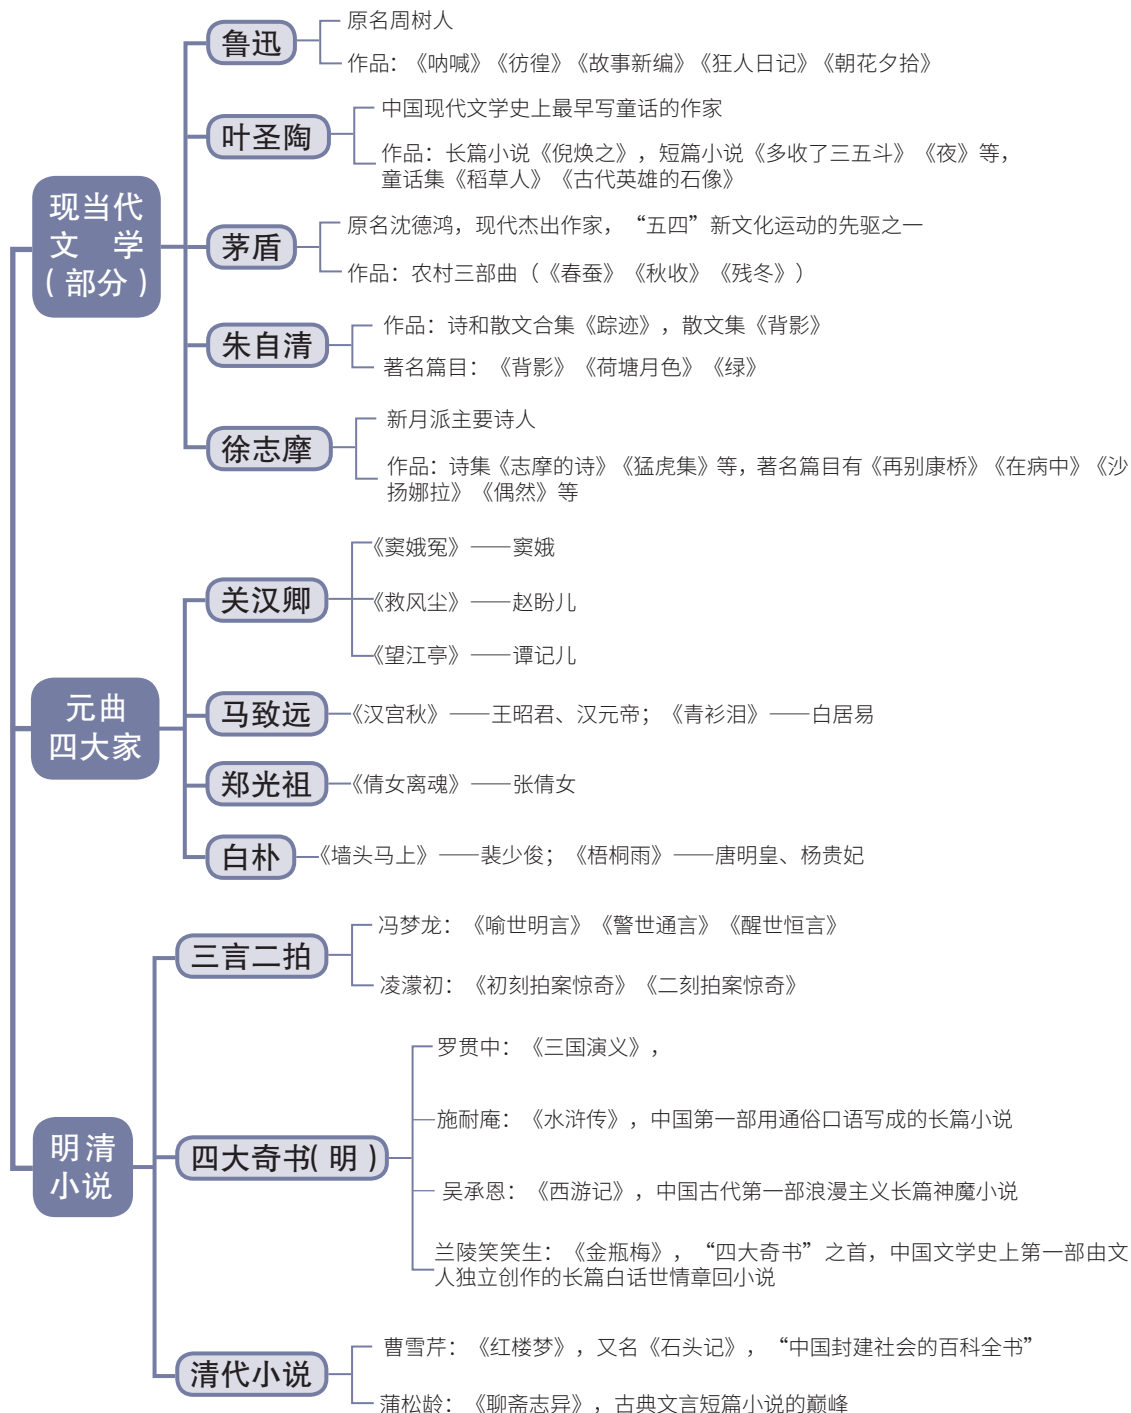 现当代
文 学
(部分)
鲁迅
原名周树人
作品：《呐喊》《彷徨》《故事新编》《狂人日记》《朝花夕拾》
叶圣陶
中国现代文学史上最早写童话的作家
作品：长篇小说《倪焕之》，短篇小说《多收了三五斗》《夜》等，
童话集《稻草人》《古代英雄的石像》
茅盾
原名沈德鸿，现代杰出作家，“五四”新文化运动的先驱之一
作品：农村三部曲（《春蚕》《秋收》《残冬》）
朱自清
作品：诗和散文合集《踪迹》，散文集《背影》
著名篇目：《背影》《荷塘月色》《绿》
徐志摩
新月派主要诗人
作品：诗集《志摩的诗》《猛虎集》等，著名篇目有《再别康桥》《在病中》《沙
扬娜拉》《偶然》等
元曲
四大家
关汉卿
《窦娥冤》——窦娥
《救风尘》——赵盼儿
《望江亭》——谭记儿
马致远
《汉宫秋》——王昭君、汉元帝；《青衫泪》——白居易
郑光祖
《倩女离魂》——张倩女
白朴
《墙头马上》——裴少俊；《梧桐雨》——唐明皇、杨贵妃
明清
小说
三言二拍
冯梦龙：《喻世明言》《警世通言》《醒世恒言》
凌濛初：《初刻拍案惊奇》《二刻拍案惊奇》
四大奇书(明)
罗贯中：《三国演义》，
施耐庵：《水浒传》，中国第一部用通俗口语写成的长篇小说
吴承恩：《西游记》，中国古代第一部浪漫主义长篇神魔小说
兰陵笑笑生：《金瓶梅》，“四大奇书”之首，中国文学史上第一部由文
人独立创作的长篇白话世情章回小说
清代小说
曹雪芹：《红楼梦》，又名《石头记》，“中国封建社会的百科全书”
蒲松龄：《聊斋志异》，古典文言短篇小说的巅峰